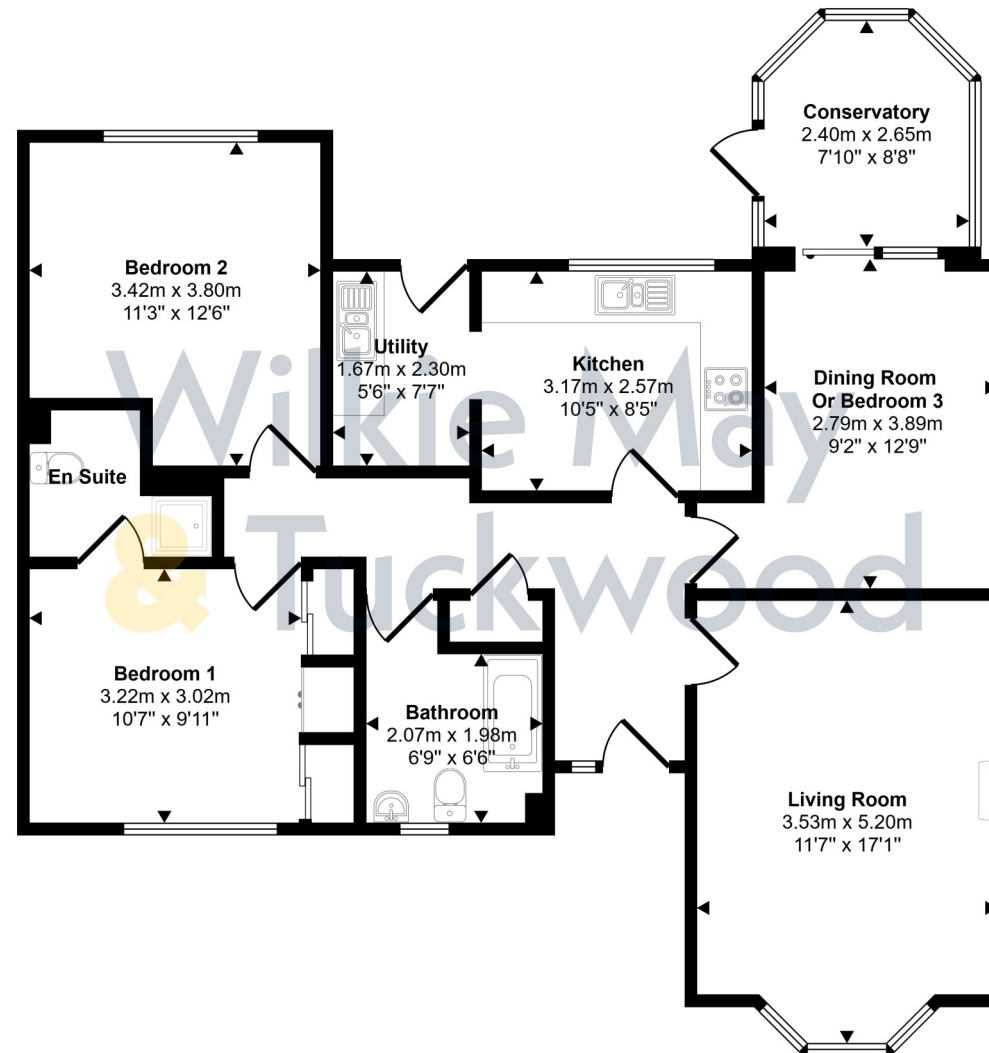 Conservatory
2.40m x 2.65m
7'10" x 8'8"
Bedroom 2
3.42m x 3.80m
11'3" x 12'6"
Utility
1.67m x 2.30m
5'6" x 7'7"
Kitchen
3.17m x 2.57m
10'5" x 8'5"
Dining Room
Or Bedroom 3
2.79m x 3.89m
9'2" x 12'9"
Wilkie May
& Tuckwood
En Suite
Bedroom 1
3.22m x 3.02m
10'7" x 9'11"
Bathroom
2.07m x 1.98m
6'9" x 6'6"
Living Room
3.53m x 5.20m
11'7" x 17'1"